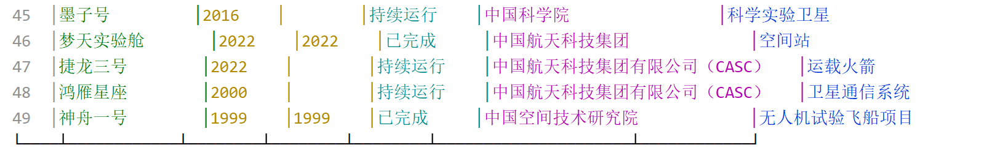 45 │墨子号 │2016 │ │持续运行 │中国科学院 │科学实验卫星
46 │梦天实验舱 │2022 │2022 │已完成 │中国航天科技集团 │空间站
47 │捷龙三号 │2022 │ │持续运行 │中国航天科技集团有限公司（CASC） │运载火箭
48 │鸿雁星座 │2000 │ │持续运行 │中国航天科技集团有限公司（CASC） │卫星通信系统
49 │神舟一号 │1999 │1999 │已完成 │中国空间技术研究院 │无人机试验飞船项目